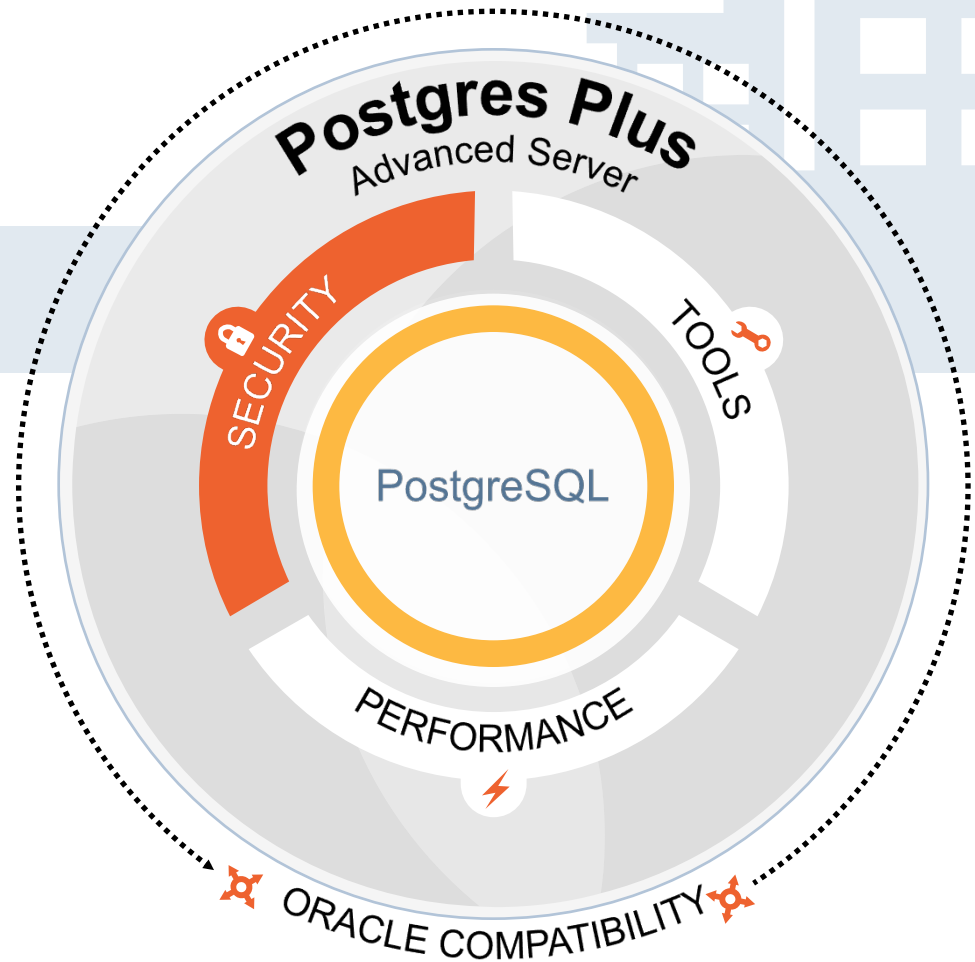 Postgres Plus
Advanced Server
SECURITY
TOOLS
PostgreSQL
PERFORMANCE
ORACLE COMPATIBILITY